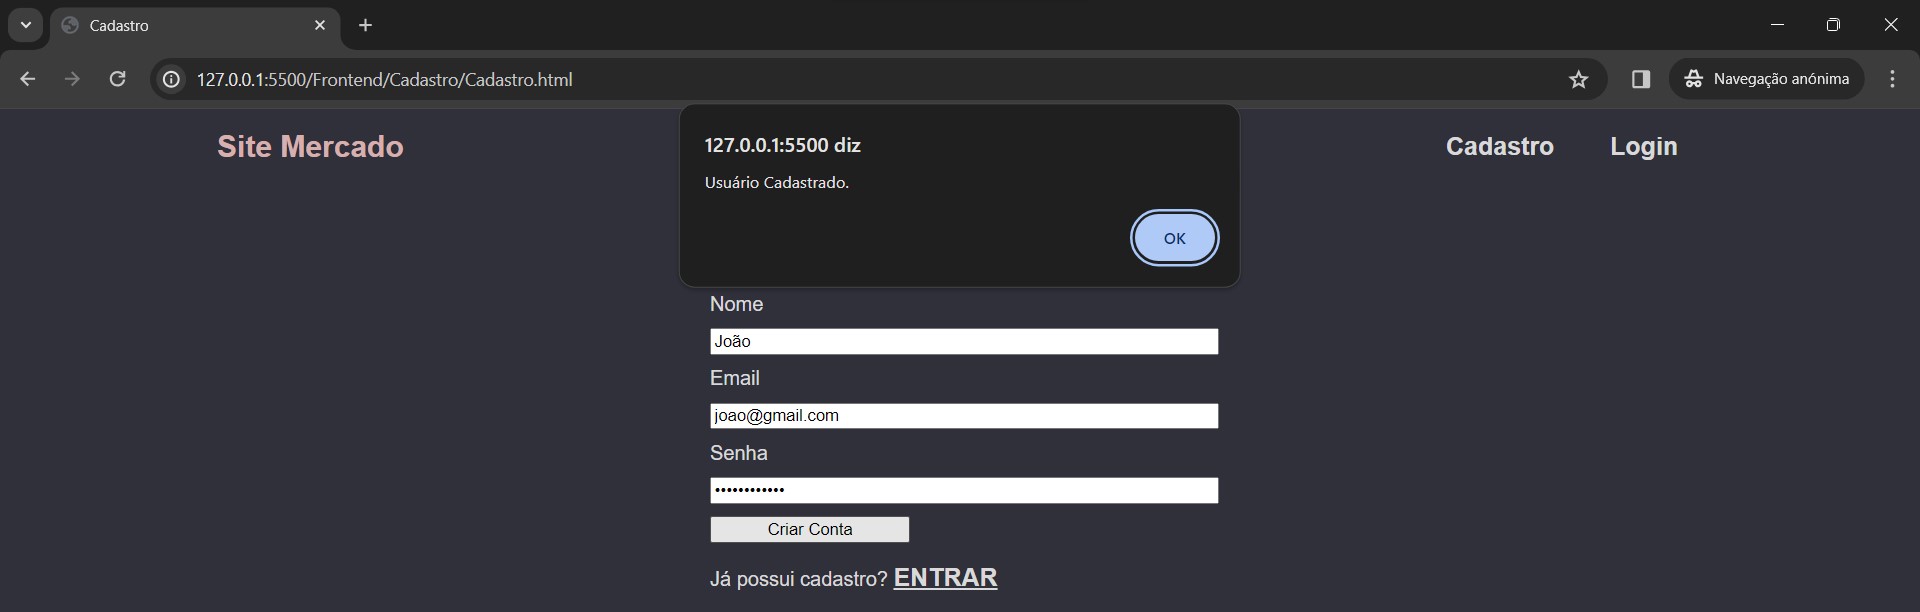 Cadastro
127.0.0.1:5500/Frontend/Cadastro/Cadastro.html
Navegação anónima
Site Mercado
Cadastro
Login
127.0.0.1:5500 diz
Usuário Cadastrado.
OK
Nome
João
Email
joao@gmail.com
Senha
••••••••••••
Criar Conta
Já possui cadastro? ENTRAR